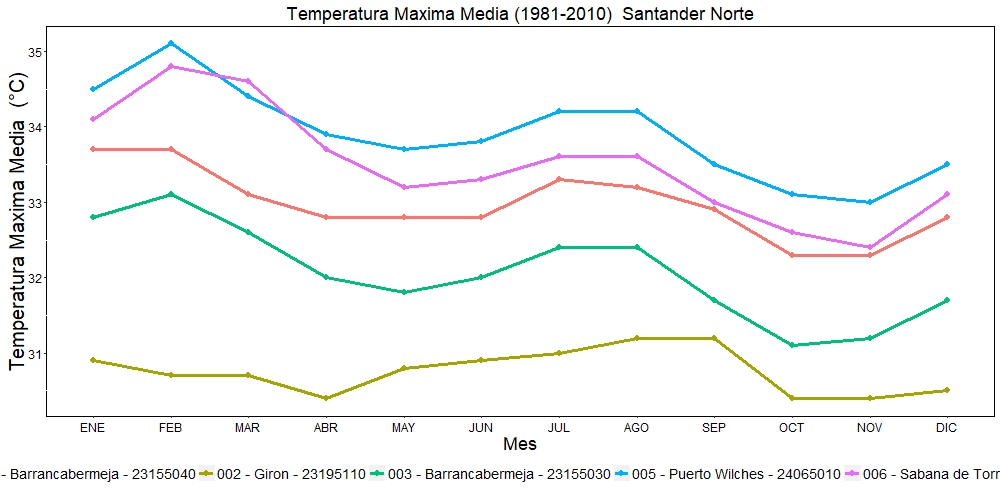 Temperatura Maxima Media (1981-2010)  Santander Norte
Temperatura Maxima Media  (°C)
35
34
33
32
31
ENE FEB MAR ABR MAY JUN JUL AGO SEP OCT NOV DIC
Mes
- Barrancabermeja - 23155040 002 - Giron - 23195110 003 - Barrancabermeja - 23155030 005 - Puerto Wilches - 24065010 006 - Sabana de Torr